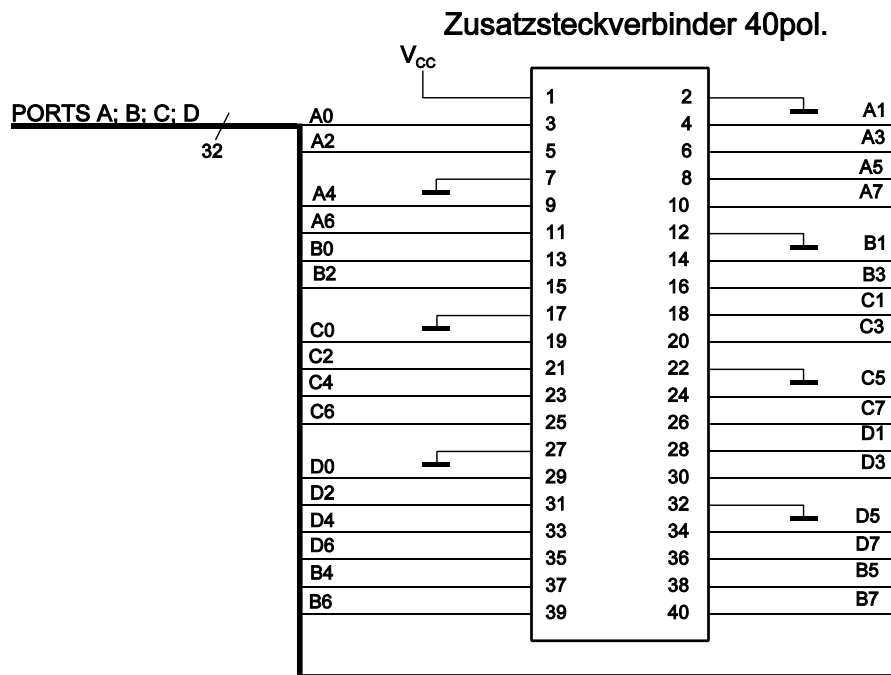 Zusatzsteckverbinder 40pol.
VCC
PORTS A; B; C; D
32
1 2
A0 3 4 A1
A2 5 6 A3
7 8 A5
A4 9 10 A7
A6 11 12
B0 13 14 B1
B2 15 16 B3
17 18 C1
C0 19 20 C3
C2 21 22
C4 23 24 C5
C6 25 26 C7
27 28 D1
D0 29 30 D3
D2 31 32
D4 33 34 D5
D6 35 36 D7
B4 37 38 B5
B6 39 40 B7